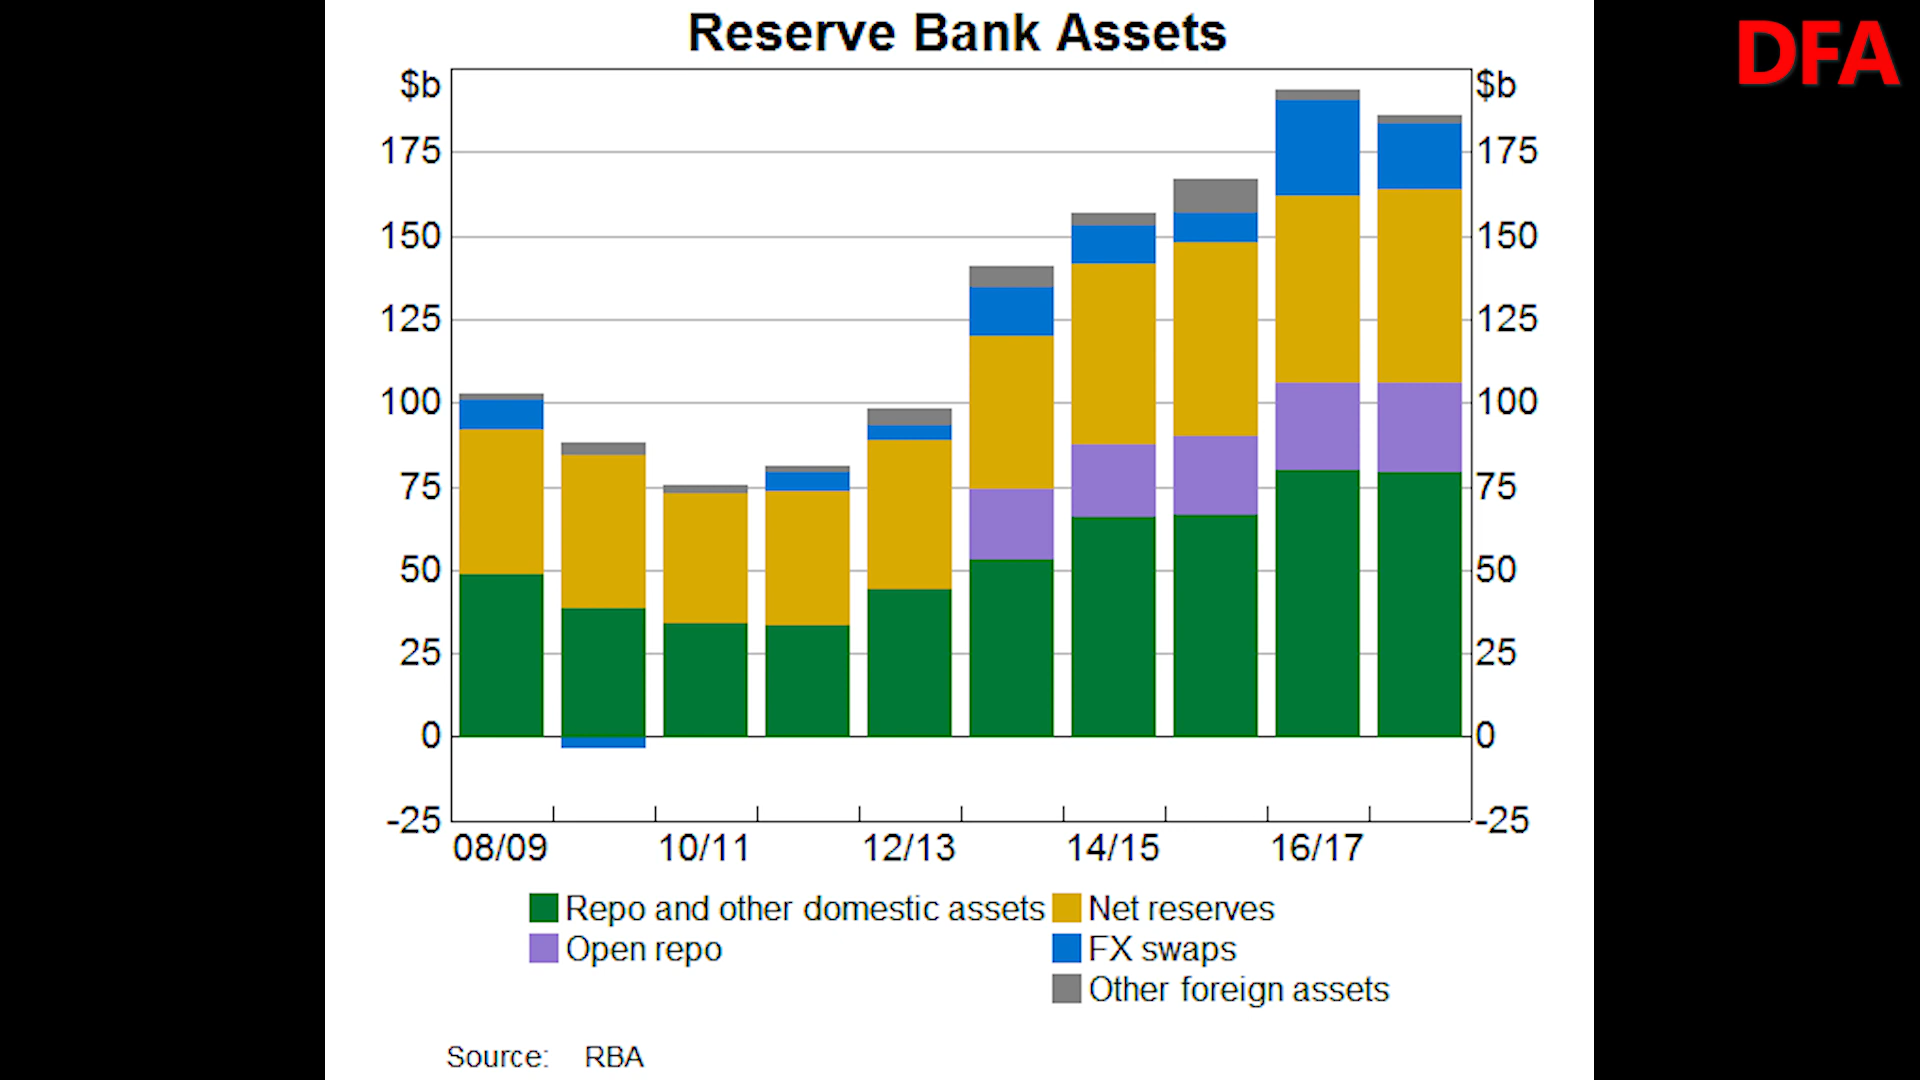 Reserve Bank Assets
DFA
$b $b
175 175
150 150
125 125
100 100
75 75
50 50
25 25
0 0
-25 -25
08/09 10/11 12/13 14/15 16/17
Repo and other domestic assets Net reserves
Open repo FX swaps
Other foreign assets
Source: RBA